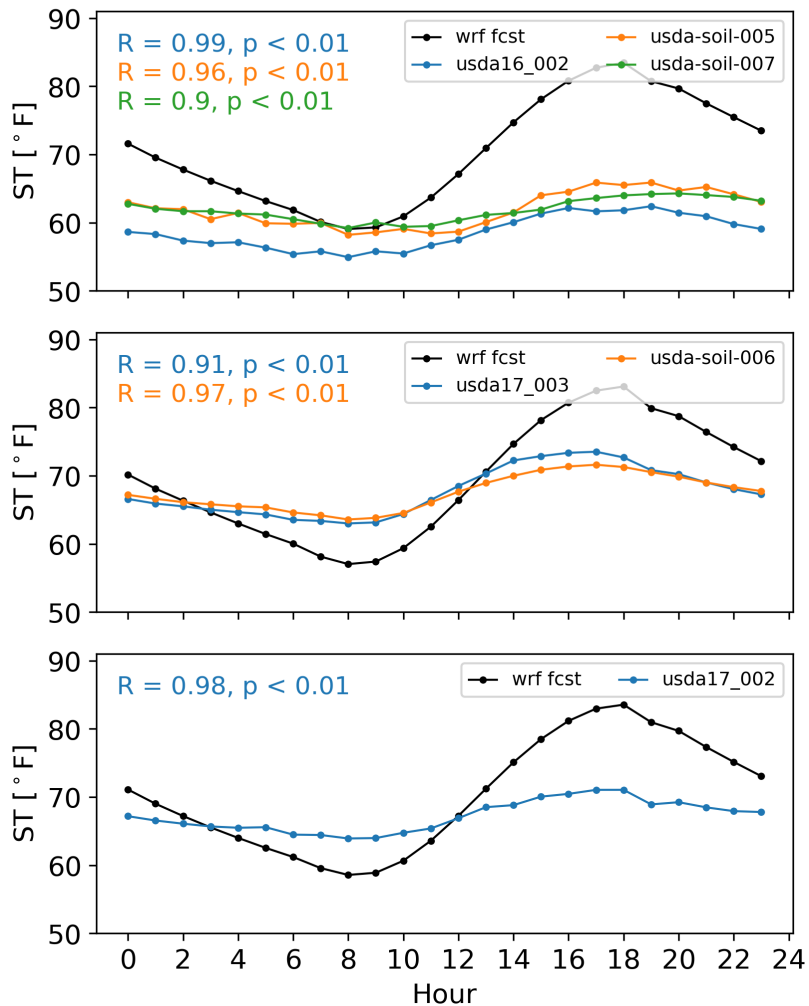 90
80
70
60
50
ST [°F]
R = 0.99, p < 0.01
R = 0.96, p < 0.01
R = 0.9, p < 0.01
wrf fcst
usda16_002
usda-soil-005
usda-soil-007
90
80
70
60
50
ST [°F]
R = 0.91, p < 0.01
R = 0.97, p < 0.01
wrf fcst
usda17_003
usda-soil-006
90
80
70
60
50
ST [°F]
R = 0.98, p < 0.01
wrf fcst
usda17_002
0 2 4 6 8 10 12 14 16 18 20 22 24
Hour